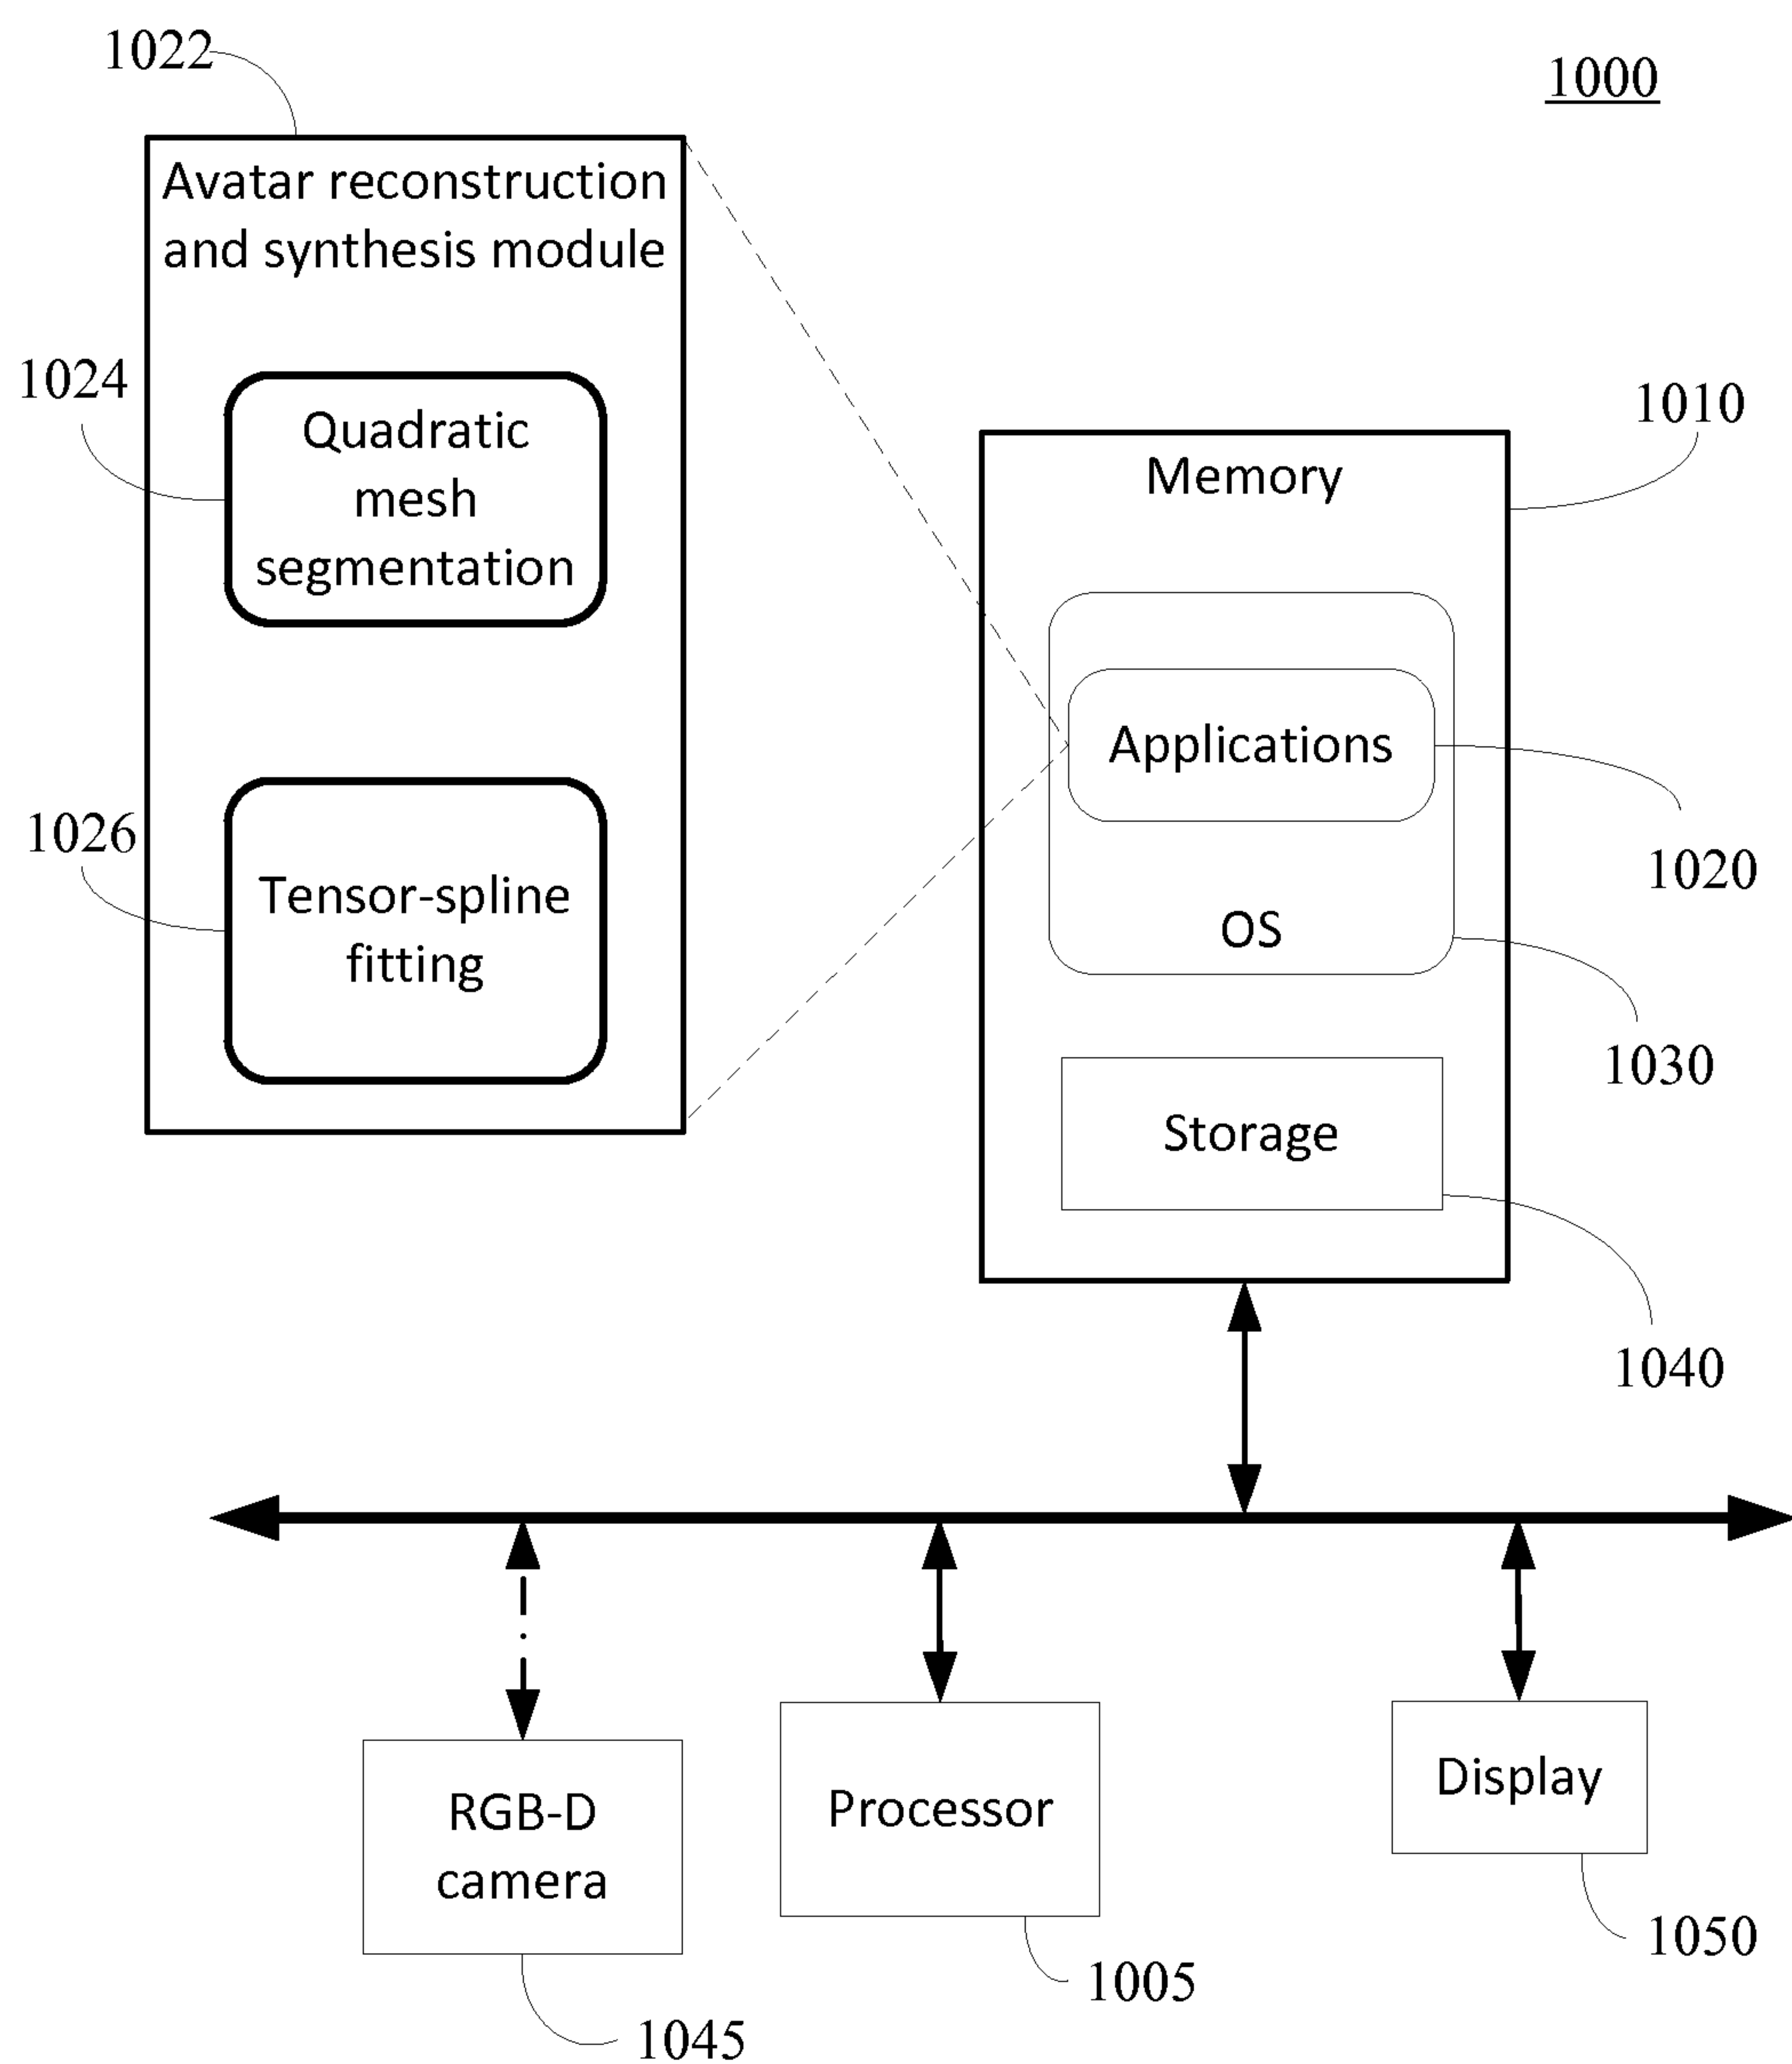 1022
1000
Avatar reconstruction
and synthesis module
1024
Quadratic
mesh
segmentation
1026
Tensor-spline
fitting
1010
Memory
Applications
1020
OS
1030
Storage
1040
RGB-D
camera
1045
Processor
1005
Display
1050